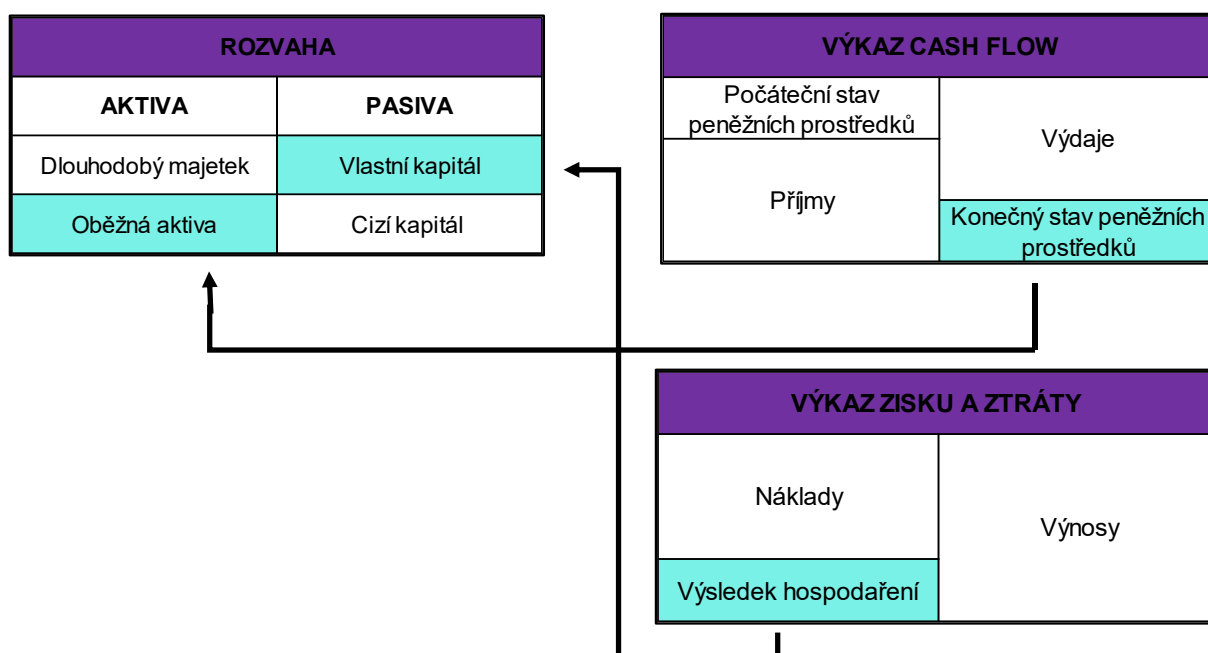 ROZVAHA
AKTIVA
PASIVA
Dlouhodobý majetek
Vlastní kapitál
Oběžná aktiva
Cizí kapitál
VÝKAZ CASH FLOW
Počáteční stav
peněžních prostředků
Výdaje
Příjmy
Konečný stav peněžních
prostředků
VÝKAZ ZISKU A ZTRÁTY
Náklady
Výnosy
Výsledek hospodaření